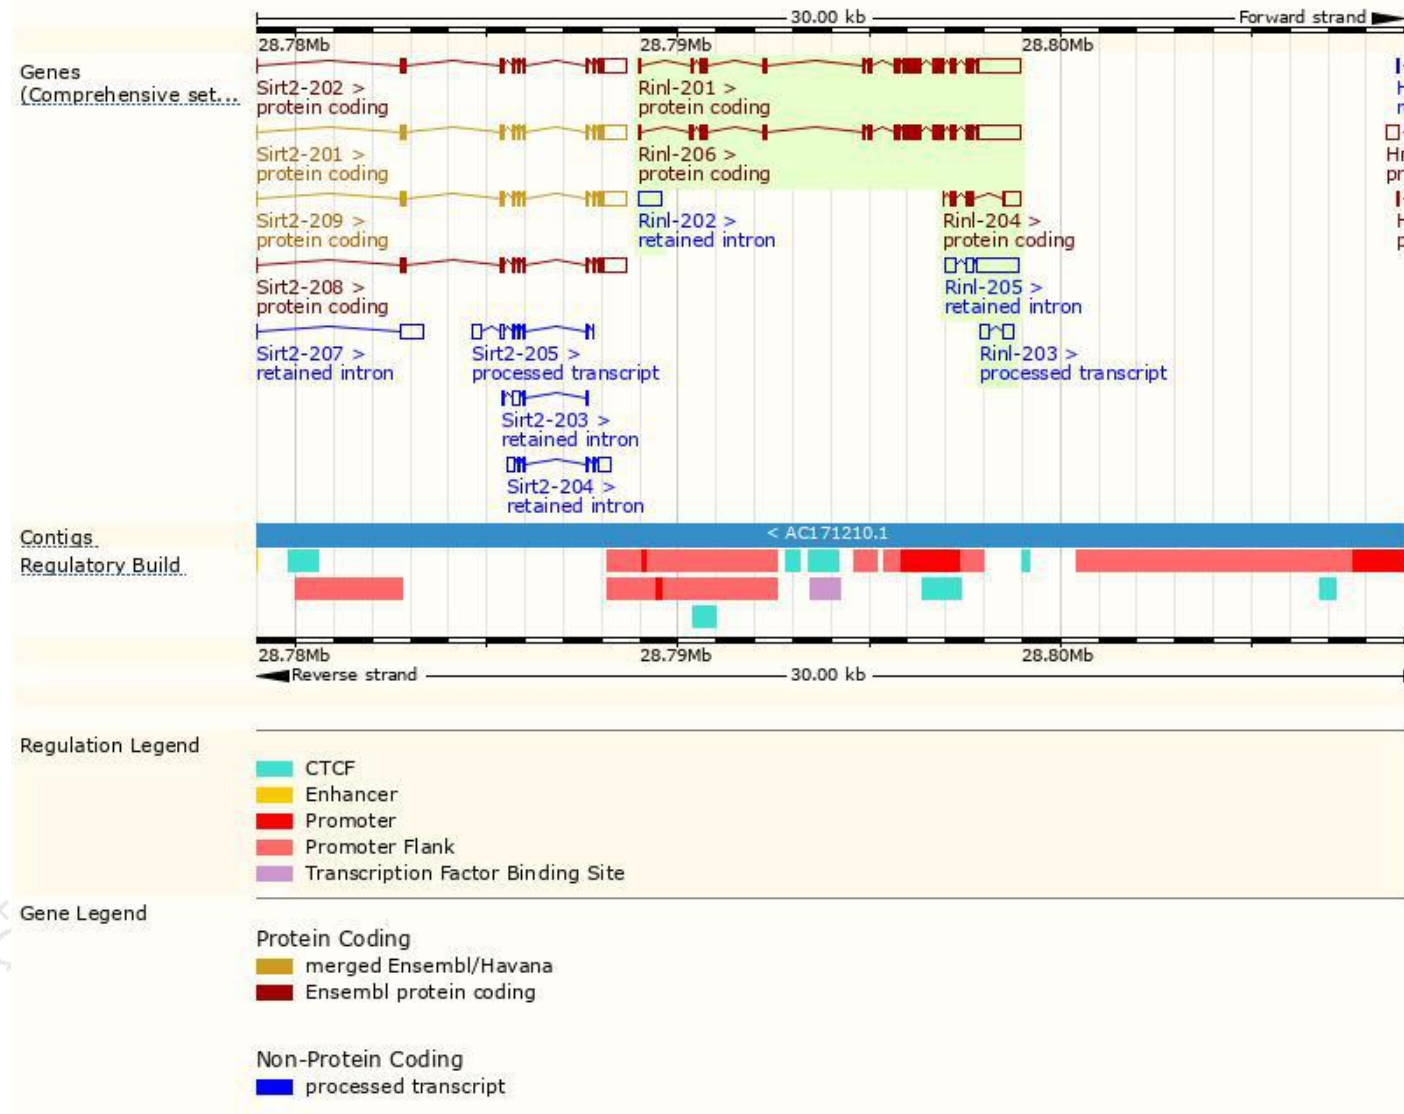 30.00 kb Forward strand
28.78Mb 28.79Mb 28.80Mb
Genes
(Comprehensive set...
Sirt2-202 > Rinl-201 > H
protein coding protein coding r
Sirt2-201 > Rinl-206 > Hr
protein coding protein coding pr
Sirt2-209 > Rinl-202 > Rinl-204 > H
protein coding retained intron protein coding p
Sirt2-208 > Rinl-205 >
protein coding retained intron
Sirt2-207 > Sirt2-205 > Rinl-203 >
retained intron processed transcript processed transcript
Sirt2-203 >
retained intron
Sirt2-204 >
retained intron
Contigs < AC171210.1
Regulatory Build
28.78Mb 28.79Mb 28.80Mb
Reverse strand 30.00 kb
Regulation Legend
CTCF
Enhancer
Promoter
Promoter Flank
Transcription Factor Binding Site
Gene Legend
Protein Coding
merged Ensembl/Havana
Ensembl protein coding
Non-Protein Coding
processed transcript